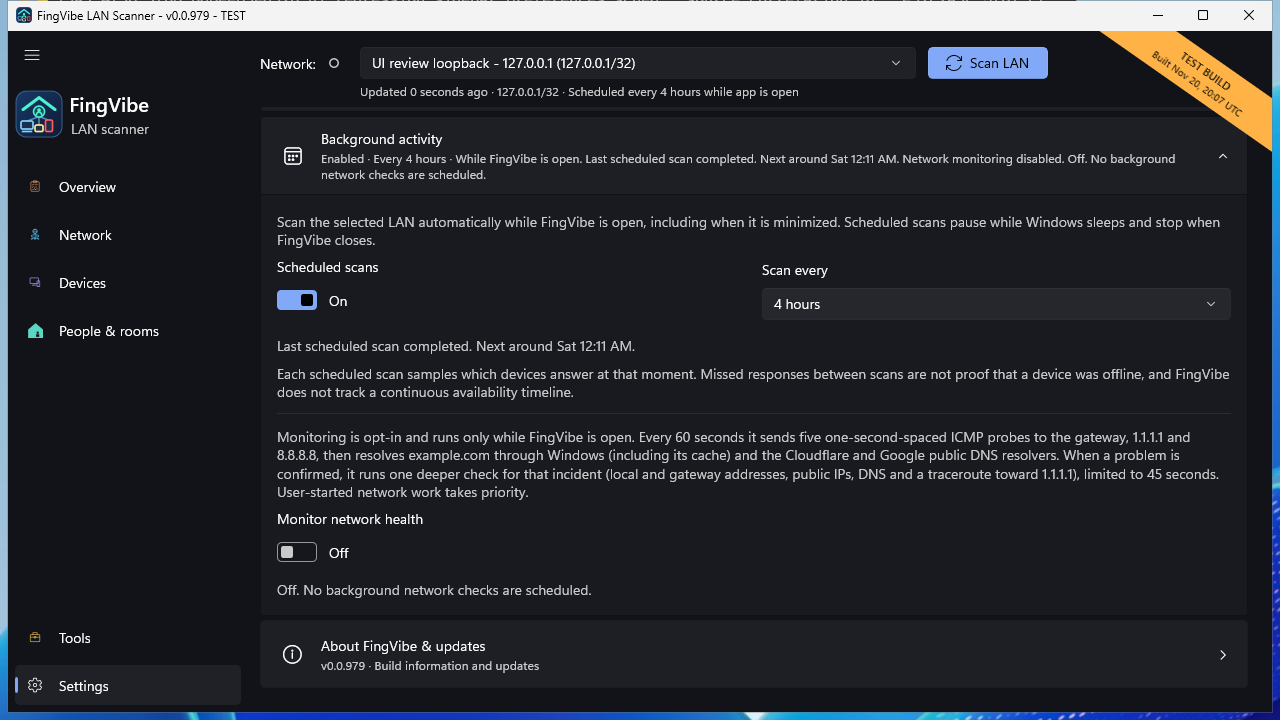 FingVibe LAN Scanner - v0.0.979 - TEST
Network:
UI review loopback - 127.0.0.1 (127.0.0.1/32)
Scan LAN
Updated 0 seconds ago · 127.0.0.1/32 · Scheduled every 4 hours while app is open
TEST BUILD
Built Nov 20, 20:07 UTC
FingVibe
LAN scanner
Overview
Network
Devices
People & rooms
Tools
Settings
Background activity
Enabled · Every 4 hours · While FingVibe is open. Last scheduled scan completed. Next around Sat 12:11 AM. Network monitoring disabled. Off. No background
network checks are scheduled.
Scan the selected LAN automatically while FingVibe is open, including when it is minimized. Scheduled scans pause while Windows sleeps and stop when
FingVibe closes.
Scheduled scans
On
Scan every
4 hours
Last scheduled scan completed. Next around Sat 12:11 AM.
Each scheduled scan samples which devices answer at that moment. Missed responses between scans are not proof that a device was offline, and FingVibe
does not track a continuous availability timeline.
Monitoring is opt-in and runs only while FingVibe is open. Every 60 seconds it sends five one-second-spaced ICMP probes to the gateway, 1.1.1.1 and
8.8.8.8, then resolves example.com through Windows (including its cache) and the Cloudflare and Google public DNS resolvers. When a problem is
confirmed, it runs one deeper check for that incident (local and gateway addresses, public IPs, DNS and a traceroute toward 1.1.1.1), limited to 45 seconds.
User-started network work takes priority.
Monitor network health
Off
Off. No background network checks are scheduled.
About FingVibe & updates
v0.0.979 · Build information and updates